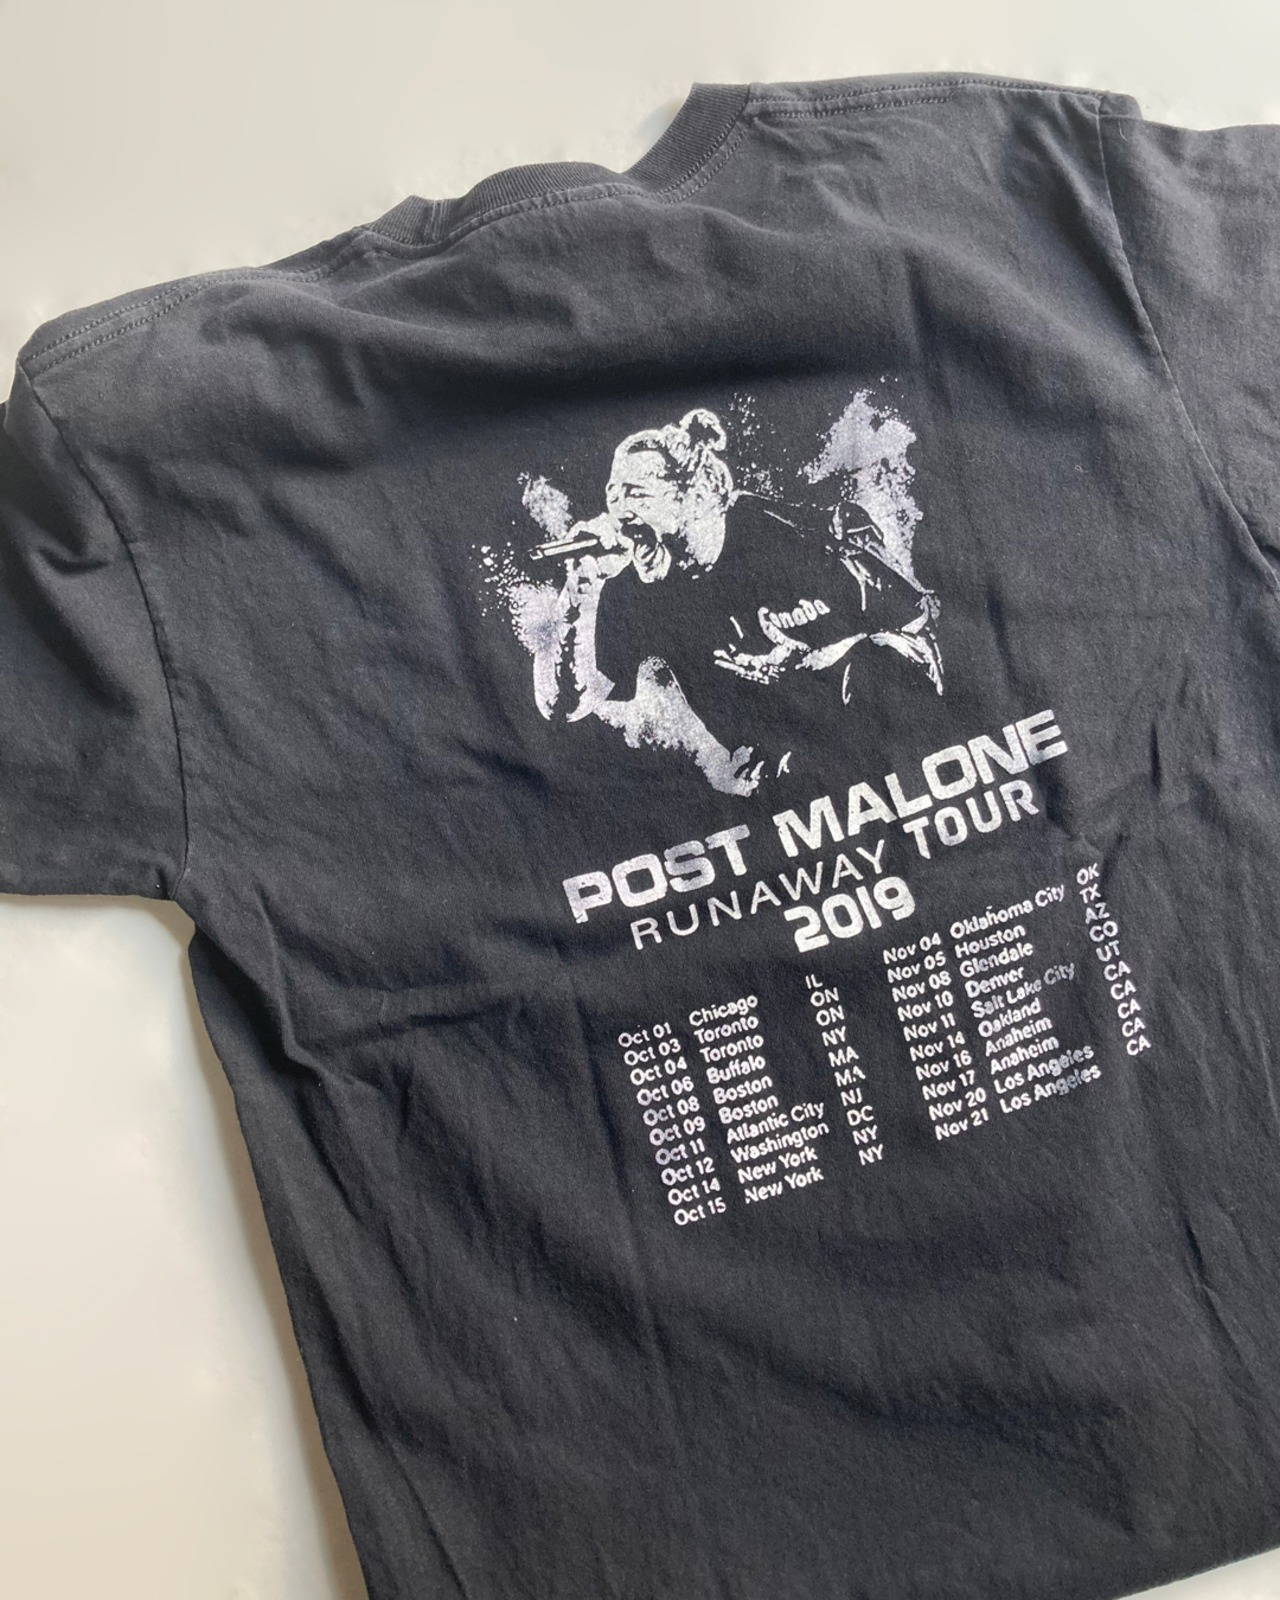 Canada
POST MALONE
RUNAWAY TOUR
2019
Oct 01 Chicago IL
Oct 03 Toronto ON
Oct 04 Toronto ON
Oct 06 Buffalo NY
Oct 08 Boston MA
Oct 09 Boston MA
Oct 11 Atlantic City NJ
Oct 12 Washington DC
Oct 14 New York NY
Oct 15 New York NY
Nov 04 Oklahoma City OK
Nov 05 Houston TX
Nov 08 Glendale AZ
Nov 10 Denver CO
Nov 11 Salt Lake City UT
Nov 14 Oakland CA
Nov 16 Anaheim CA
Nov 17 Anaheim CA
Nov 20 Los Angeles CA
Nov 21 Los Angeles